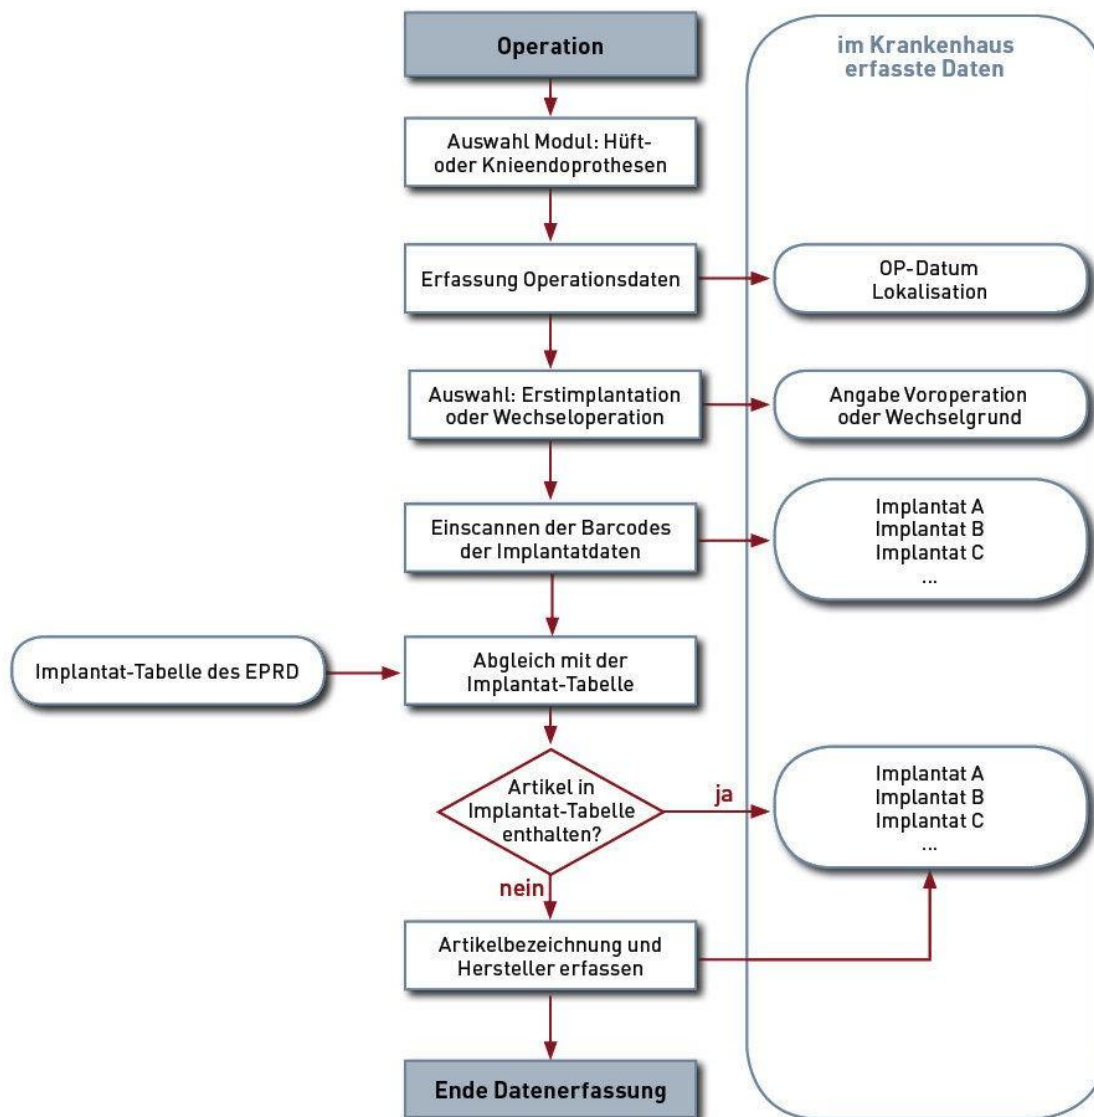 Operation
im Krankenhaus
erfasste Daten
Auswahl Modul: Hüft-
oder Knieendoprothesen
Erfassung Operationsdaten
OP-Datum
Lokalisation
Auswahl: Erstimplantation
oder Wechseloperation
Angabe Voroperation
oder Wechselgrund
Einscannen der Barcodes
der Implantatdaten
Implantat A
Implantat B
Implantat C
...
Implantat-Tabelle des EPRD
Abgleich mit der
Implantat-Tabelle
Artikel in
Implantat-Tabelle
enthalten?
ja
Implantat A
Implantat B
Implantat C
...
nein
Artikelbezeichnung und
Hersteller erfassen
Ende Datenerfassung